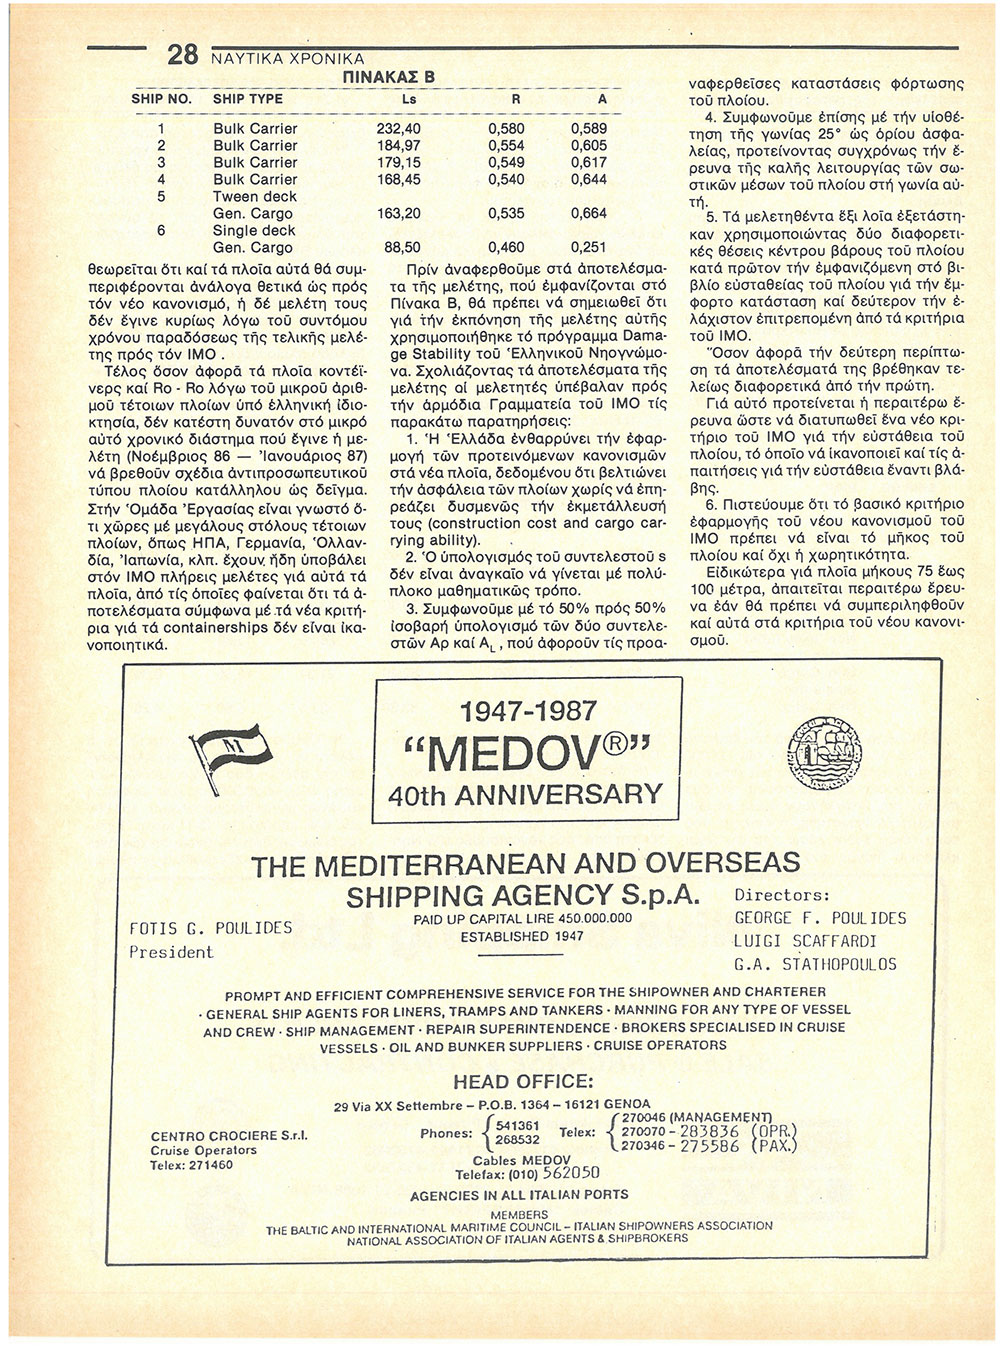 28 ΝΑΥΤΙΚΑ ΧΡΟΝΙΚΑ
ΠΙΝΑΚΑΣ Β
SHIP NO. SHIP TYPE Ls R A
1 Bulk Carrier 232,40 0,580 0,589
2 Bulk Carrier 184,97 0,554 0,605
3 Bulk Carrier 179,15 0,549 0,617
4 Bulk Carrier 168,45 0,540 0,644
5 Tween deck
Gen. Cargo 163,20 0,535 0,664
6 Single deck
Gen. Cargo 88,50 0,460 0,251
θεωρεῖται ὅτι καί τά πλοῖα αὐτά θά συμ-
περιφέρονται ἀνάλογα θετικά ὡς πρός
τόν νέο κανονισμό, ἡ δέ μελέτη τους
δέν ἔγινε κυρίως λόγω τοῦ συντόμου
χρόνου παραδόσεως τῆς τελικῆς μελέ-
της πρός τόν ΙΜΟ .
Τέλος ὅσον ἀφορᾶ τά πλοῖα κοντέϊ-
νερς καί Ro - Ro λόγω τοῦ μικροῦ ἀριθ-
μοῦ τέτοιων πλοίων ὑπό ἑλληνική ἰδιο-
κτησία, δέν κατέστη δυνατόν στό μικρό
αὐτό χρονικό διάστημα πού ἔγινε ἡ με-
λέτη (Νοέμβριος 86 — Ἰανουάριος 87)
νά βρεθοῦν σχέδια ἀντιπροσωπευτικοῦ
τύπου πλοίου κατάλληλου ὡς δεῖγμα.
Στήν Ὁμάδα Ἐργασίας εἶναι γνωστό ὅ-
τι χῶρες μέ μεγάλους στόλους τέτοιων
πλοίων, ὅπως ΗΠΑ, Γερμανία, Ὁλλαν-
δία, Ἰαπωνία, κλπ. ἔχουν ἤδη ὑποβάλει
στόν ΙΜΟ πλήρεις μελέτες γιά αὐτά τά
πλοῖα, ἀπό τίς ὁποῖες φαίνεται ὅτι τά ἀ-
ποτελέσματα σύμφωνα μέ τά νέα κριτή-
ρια γιά τά containerships δέν εἶναι ἱκα-
νοποιητικά.
Πρίν ἀναφερθοῦμε στά ἀποτελέσμα-
τα τῆς μελέτης, πού ἐμφανίζονται στό
Πίνακα Β, θά πρέπει νά σημειωθεῖ ὅτι
γιά τήν ἐκπόνηση τῆς μελέτης αὐτῆς
χρησιμοποιήθηκε τό πρόγραμμα Dama-
ge Stability τοῦ Ἑλληνικοῦ Νηογνώμο-
να. Σχολιάζοντας τά ἀποτελέσματα τῆς
μελέτης οἱ μελετητές ὑπέβαλαν πρός
τήν ἁρμόδια Γραμματεία τοῦ ΙΜΟ τίς
παρακάτω παρατηρήσεις:
1. Ἡ Ἑλλάδα ἐνθαρρύνει τήν ἐφαρ-
μογή τῶν προτεινόμενων κανονισμῶν
στά νέα πλοῖα, δεδομένου ὅτι βελτιώνει
τήν ἀσφάλεια τῶν πλοίων χωρίς νά ἐπη-
ρεάζει δυσμενῶς τήν ἐκμετάλλευσή
τους (construction cost and cargo car-
rying ability).
2. Ὁ ὑπολογισμός τοῦ συντελεστοῦ s
δέν εἶναι ἀναγκαῖο νά γίνεται μέ πολύ-
πλοκο μαθηματικῶς τρόπο.
3. Συμφωνοῦμε μέ τό 50% πρός 50%
ἰσοβαρῆ ὑπολογισμό τῶν δύο συντελε-
στῶν Ap καί AL , πού ἀφοροῦν τίς προα-
ναφερθεῖσες καταστάσεις φόρτωσης
τοῦ πλοίου.
4. Συμφωνοῦμε ἐπίσης μέ τήν υἱοθέ-
τηση τῆς γωνίας 25° ὡς ὁρίου ἀσφα-
λείας, προτείνοντας συγχρόνως τήν ἔ-
ρευνα τῆς καλῆς λειτουργίας τῶν σω-
στικῶν μέσων τοῦ πλοίου στή γωνία αὐ-
τή.
5. Τά μελετηθέντα ἕξι λοῖα ἐξετάστη-
καν χρησιμοποιώντας δύο διαφορετι-
κές θέσεις κέντρου βάρους τοῦ πλοίου
κατά πρῶτον τήν ἐμφανιζόμενη στό βι-
βλίο εὐσταθείας τοῦ πλοίου γιά τήν ἔμ-
φορτο κατάσταση καί δεύτερον τήν ἐ-
λάχιστον ἐπιτρεπομένη ἀπό τά κριτήρια
τοῦ ΙΜΟ.
Ὅσον ἀφορᾶ τήν δεύτερη περίπτω-
ση τά ἀποτελέσματά της βρέθηκαν τε-
λείως διαφορετικά ἀπό τήν πρώτη.
Γιά αὐτό προτείνεται ἡ περαιτέρω ἔ-
ρευνα ὥστε νά διατυπωθεῖ ἕνα νέο κρι-
τήριο τοῦ ΙΜΟ γιά τήν εὐστάθεια τοῦ
πλοίου, τό ὁποῖο νά ἱκανοποιεῖ καί τίς ἀ-
παιτήσεις γιά τήν εὐστάθεια ἔναντι βλά-
βης.
6. Πιστεύουμε ὅτι τό βασικό κριτήριο
ἐφαρμογῆς τοῦ νέου κανονισμοῦ τοῦ
ΙΜΟ πρέπει νά εἶναι τό μῆκος τοῦ
πλοίου καί ὄχι ἡ χωρητικότητα.
Εἰδικώτερα γιά πλοῖα μήκους 75 ἕως
100 μέτρα, ἀπαιτεῖται περαιτέρω ἔρευ-
να ἐάν θά πρέπει νά συμπεριληφθοῦν
καί αὐτά στά κριτήρια τοῦ νέου κανονι-
σμοῦ.
M
1947-1987
“MEDOV®”
40th ANNIVERSARY
THE MEDITERRANEAN AND OVERSEAS
SHIPPING AGENCY S.p.A.
PAID UP CAPITAL LIRE 450.000.000
ESTABLISHED 1947
FOTIS G. POULIDES
President
Directors:
GEORGE F. POULIDES
LUIGI SCAFFARDI
G.A. STATHOPOULOS
PROMPT AND EFFICIENT COMPREHENSIVE SERVICE FOR THE SHIPOWNER AND CHARTERER
· GENERAL SHIP AGENTS FOR LINERS, TRAMPS AND TANKERS · MANNING FOR ANY TYPE OF VESSEL
AND CREW · SHIP MANAGEMENT · REPAIR SUPERINTENDENCE · BROKERS SPECIALISED IN CRUISE
VESSELS · OIL AND BUNKER SUPPLIERS · CRUISE OPERATORS
HEAD OFFICE:
29 Via XX Settembre – P.O.B. 1364 – 16121 GENOA
Phones: { 541361 268532 Telex: { 270046 (MANAGEMENT)
270070 – 283836 (OPR.)
270346 – 275586 (PAX.)
Cables MEDOV
Telefax: (010) 562050
CENTRO CROCIERE S.r.l.
Cruise Operators
Telex: 271460
AGENCIES IN ALL ITALIAN PORTS
MEMBERS
THE BALTIC AND INTERNATIONAL MARITIME COUNCIL – ITALIAN SHIPOWNERS ASSOCIATION
NATIONAL ASSOCIATION OF ITALIAN AGENTS & SHIPBROKERS